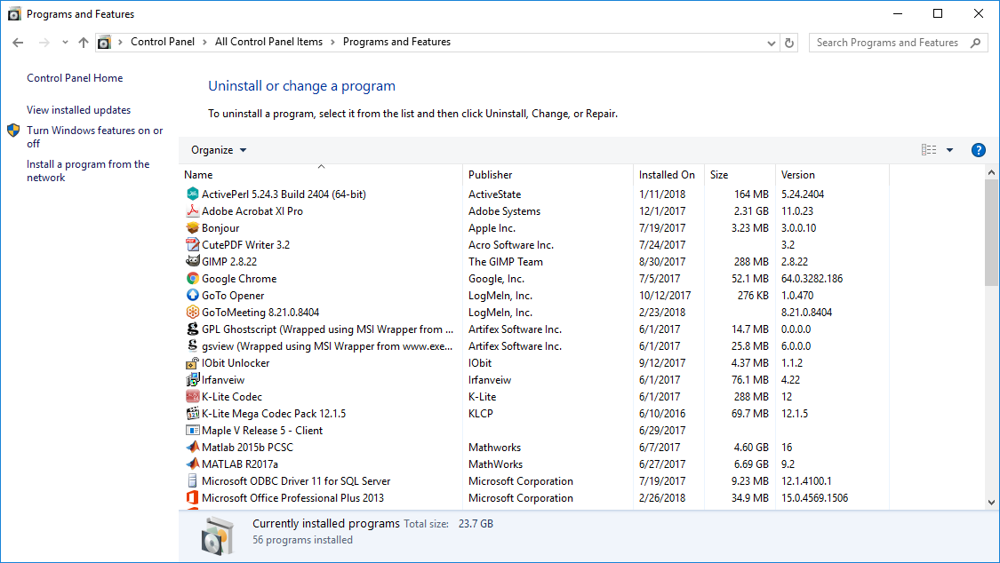 Programs and Features
Control Panel > All Control Panel Items > Programs and Features
Search Programs and Features
Control Panel Home
View installed updates
Turn Windows features on or
off
Install a program from the
network
Uninstall or change a program
To uninstall a program, select it from the list and then click Uninstall, Change, or Repair.
Organize
Name Publisher Installed On Size Version
ActivePerl 5.24.3 Build 2404 (64-bit) ActiveState 1/11/2018 164 MB 5.24.2404
Adobe Acrobat XI Pro Adobe Systems 12/1/2017 2.31 GB 11.0.23
Bonjour Apple Inc. 7/19/2017 3.23 MB 3.0.0.10
CutePDF Writer 3.2 Acro Software Inc. 7/24/2017 3.2
GIMP 2.8.22 The GIMP Team 8/30/2017 288 MB 2.8.22
Google Chrome Google, Inc. 7/5/2017 52.1 MB 64.0.3282.186
GoTo Opener LogMeIn, Inc. 10/12/2017 276 KB 1.0.470
GoToMeeting 8.21.0.8404 LogMeIn, Inc. 2/23/2018 8.21.0.8404
GPL Ghostscript (Wrapped using MSI Wrapper from ... Artifex Software Inc. 6/1/2017 14.7 MB 0.0.0.0
gsview (Wrapped using MSI Wrapper from www.exe... Artifex Software Inc. 6/1/2017 25.8 MB 6.0.0.0
IObit Unlocker IObit 9/12/2017 4.37 MB 1.1.2
Irfanveiw Irfanveiw 6/1/2017 76.1 MB 4.22
K-Lite Codec K-Lite 6/1/2017 288 MB 12
K-Lite Mega Codec Pack 12.1.5 KLCP 6/10/2016 69.7 MB 12.1.5
Maple V Release 5 - Client 6/29/2017
Matlab 2015b PCSC Mathworks 6/7/2017 4.60 GB 16
MATLAB R2017a MathWorks 6/27/2017 6.69 GB 9.2
Microsoft ODBC Driver 11 for SQL Server Microsoft Corporation 7/19/2017 9.23 MB 12.1.4100.1
Microsoft Office Professional Plus 2013 Microsoft Corporation 2/26/2018 34.9 MB 15.0.4569.1506
Currently installed programs Total size: 23.7 GB
56 programs installed